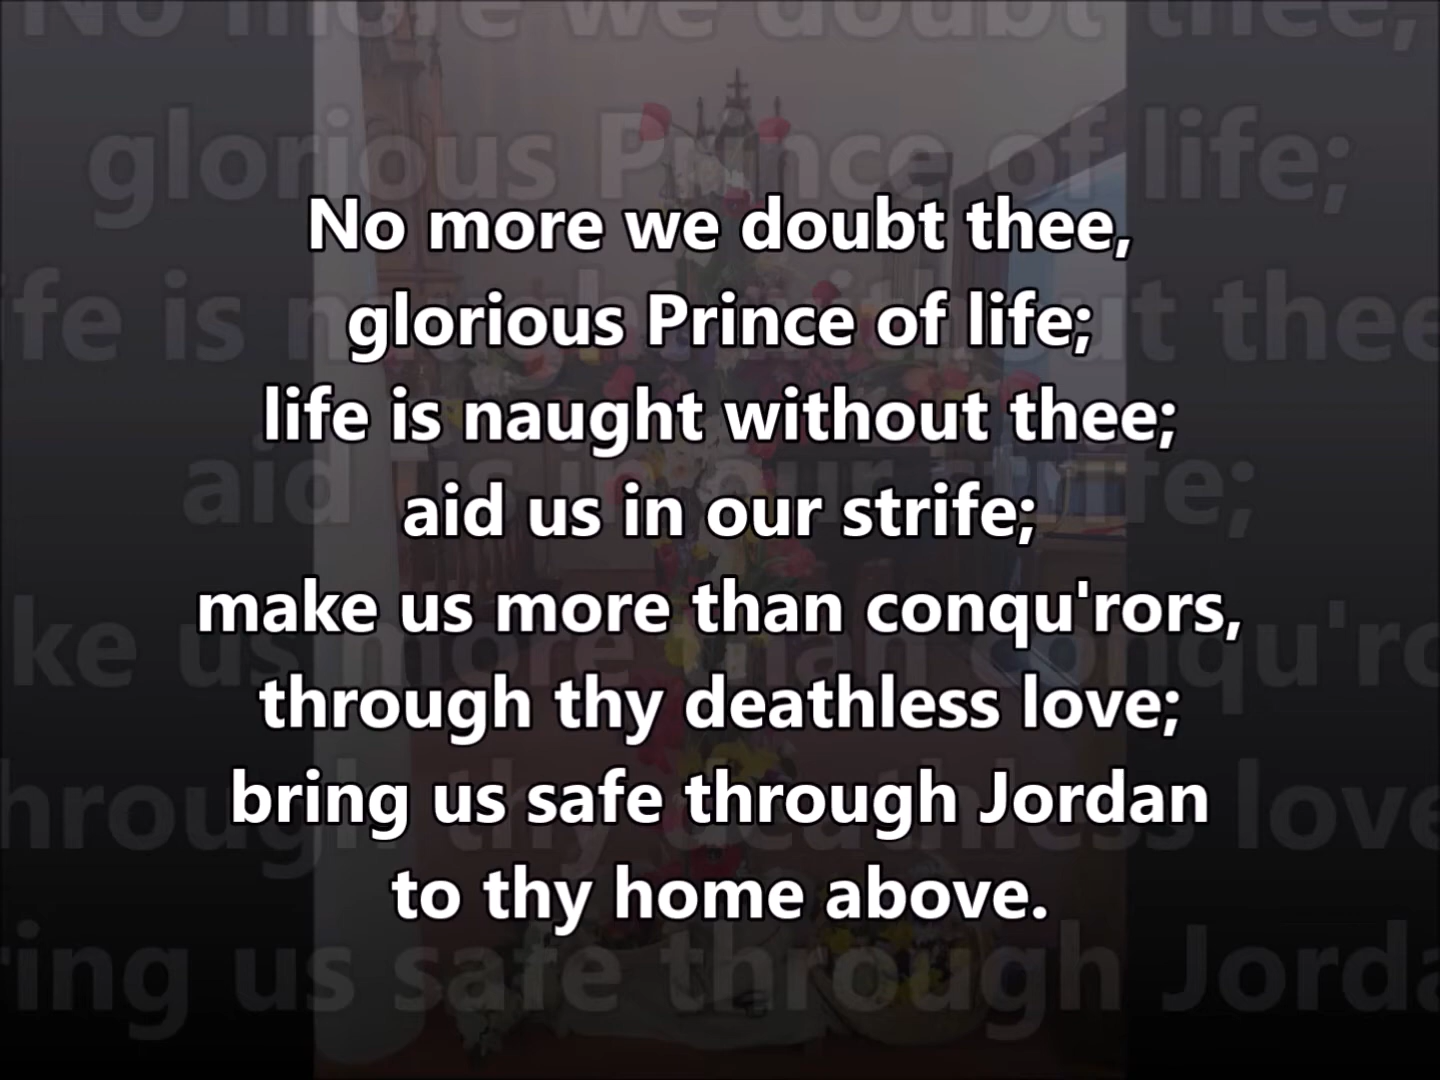 No more we doubt thee,
glorious Prince of life;
life is naught without thee;
aid us in our strife;
make us more than conqu'rors,
through thy deathless love;
bring us safe through Jordan
to thy home above.